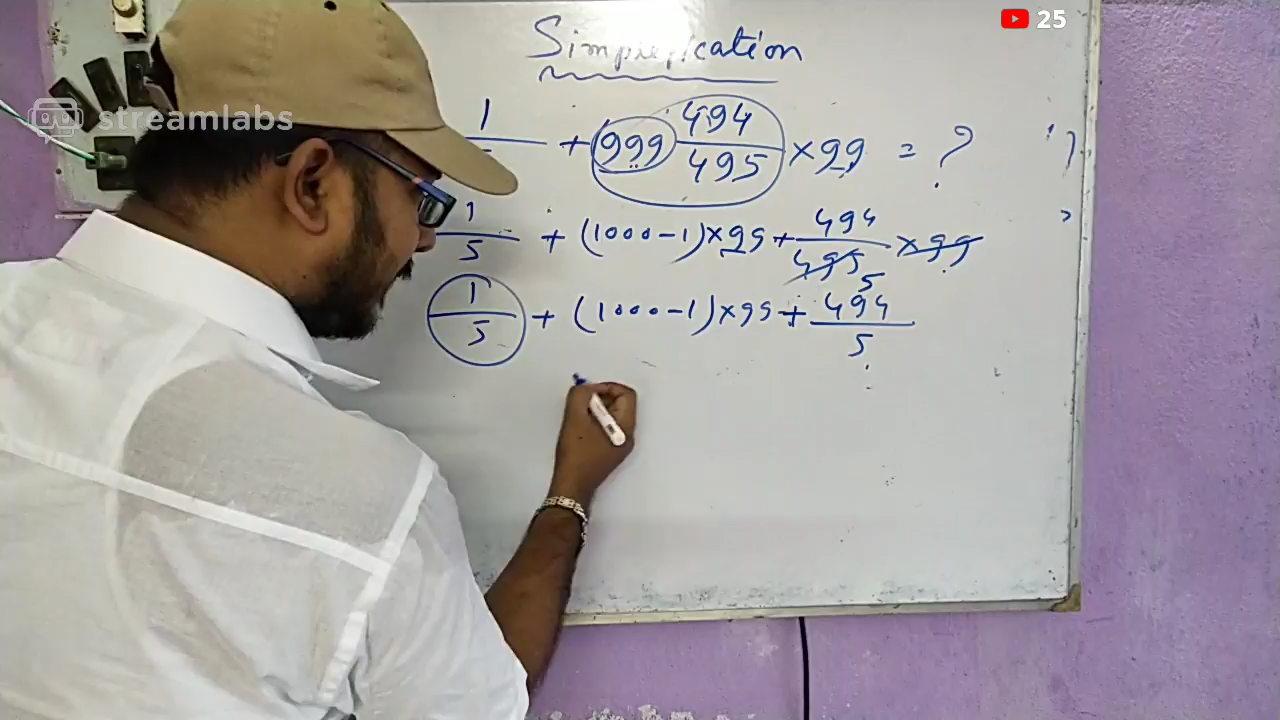 25
Simplification
streamlabs
1 + 999 494/495 × 99 = ?
1/5 + (1000-1)×99 + 494/495 × 99
5
1/5 + (1000-1)×99 + 494/5